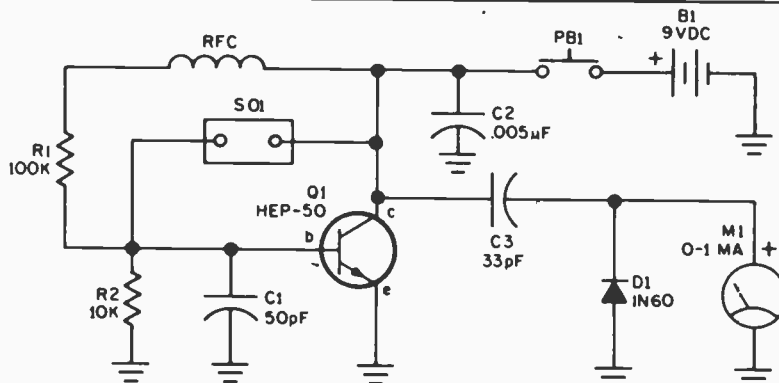 RFC
PB1
B1
9VDC
+
SO1
C2
.005µF
R1
100K
Q1
HEP-50
c
b
e
C3
33pF
M1
0-1 MA
+
D1
1N60
R2
10K
C1
50pF